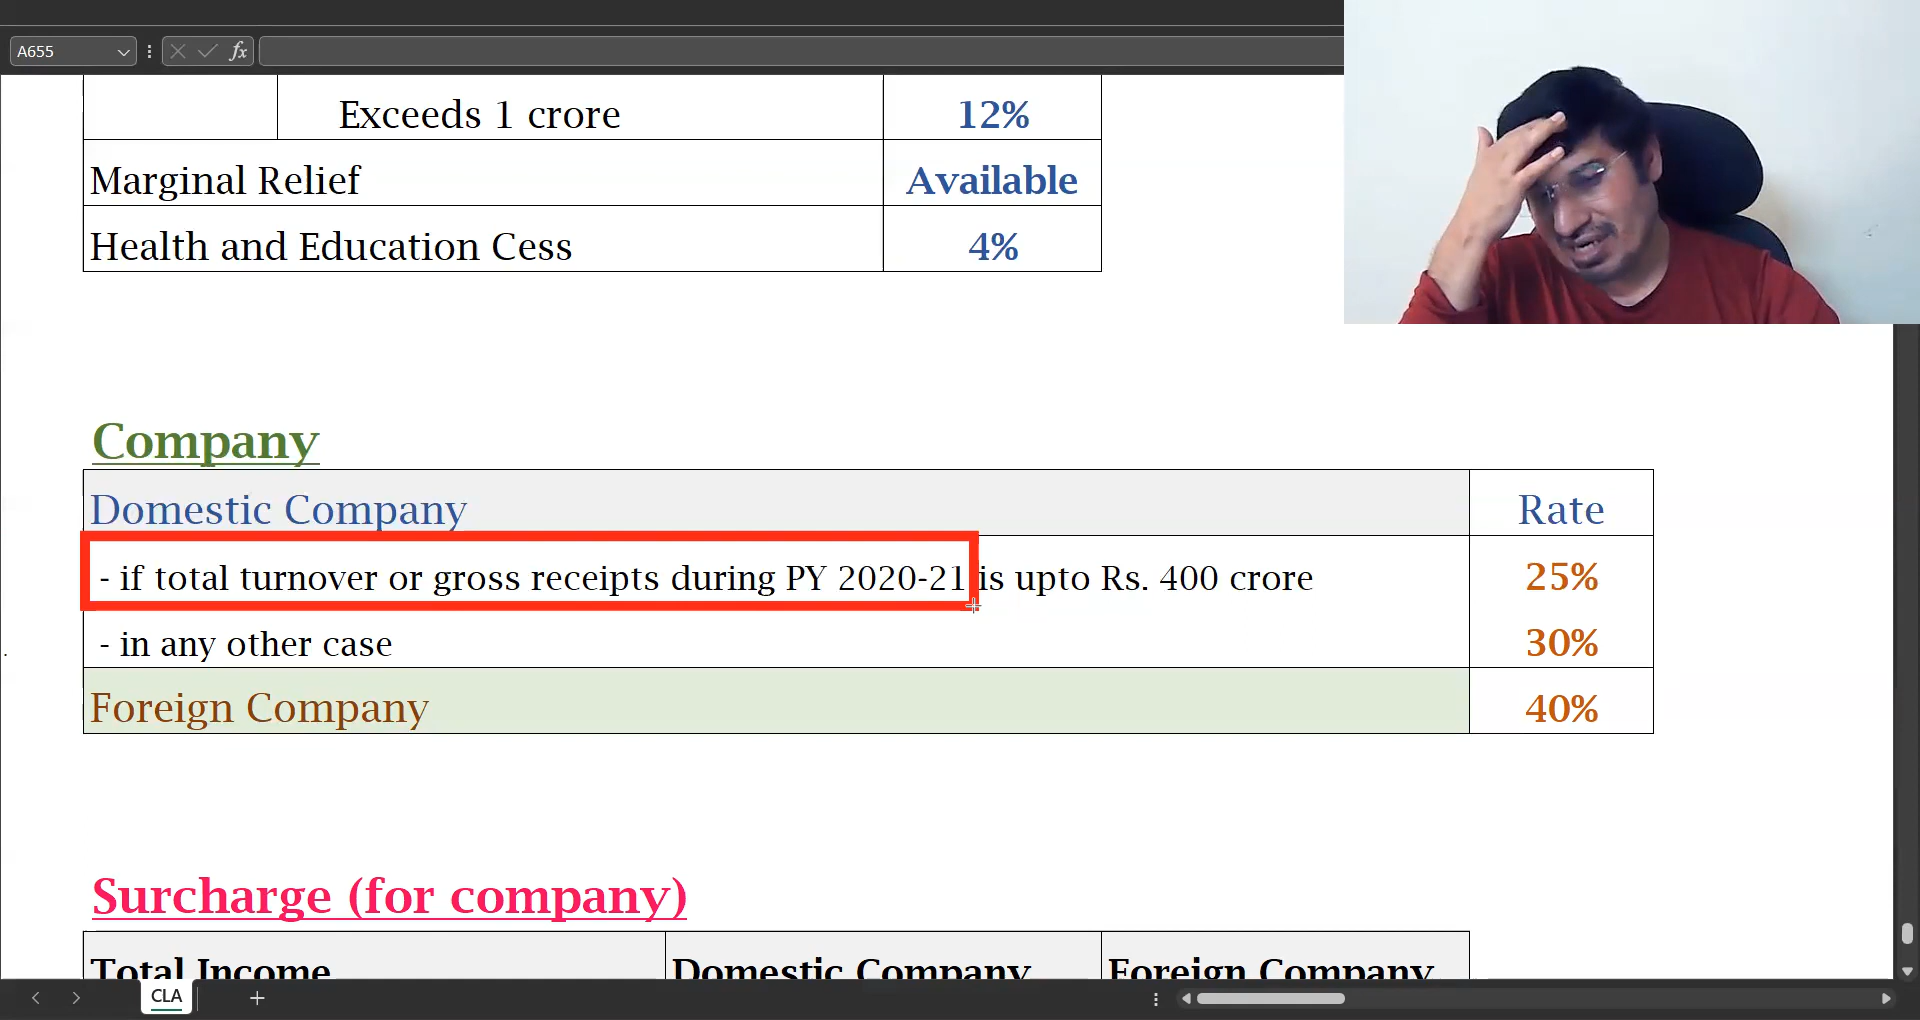 A655
fx
Exceeds 1 crore 12%
Marginal Relief Available
Health and Education Cess 4%
Company
Domestic Company Rate
- if total turnover or gross receipts during PY 2020-21 is upto Rs. 400 crore 25%
- in any other case 30%
Foreign Company 40%
Surcharge (for company)
Total Income Domestic Company Foreign Company
CLA